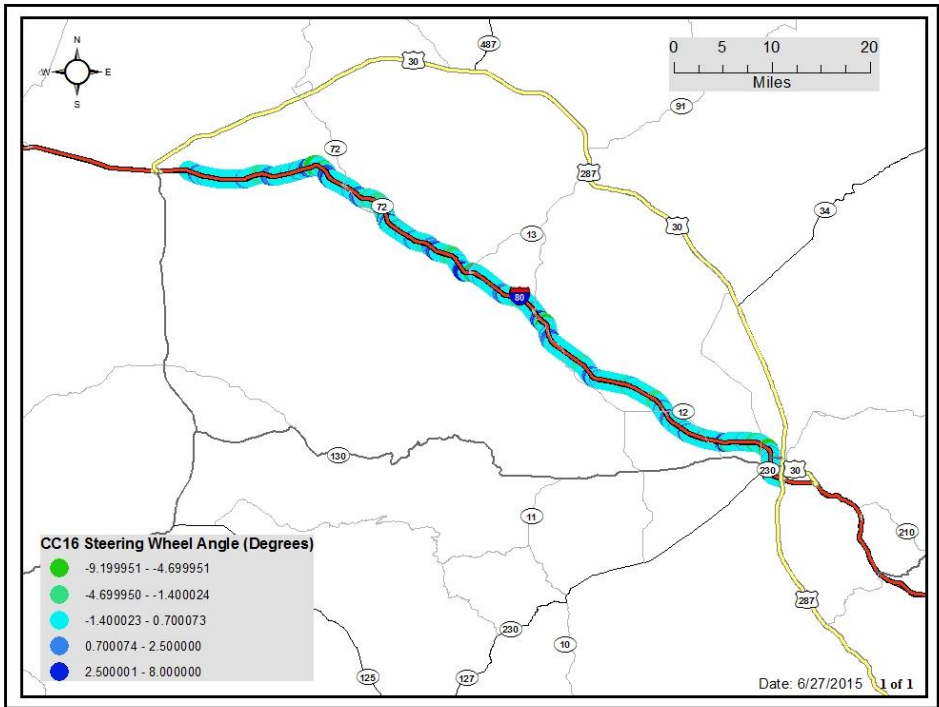 N
W E
S
487
30
0 5 10 20
Miles
91
72
287
72
34
30
13
80
12
130
230
30
11
210
CC16 Steering Wheel Angle (Degrees)
-9.199951 - -4.699951
-4.699950 - -1.400024
-1.400023 - 0.700073
0.700074 - 2.500000
2.500001 - 8.000000
287
230
10
125
127
Date: 6/27/2015 1 of 1